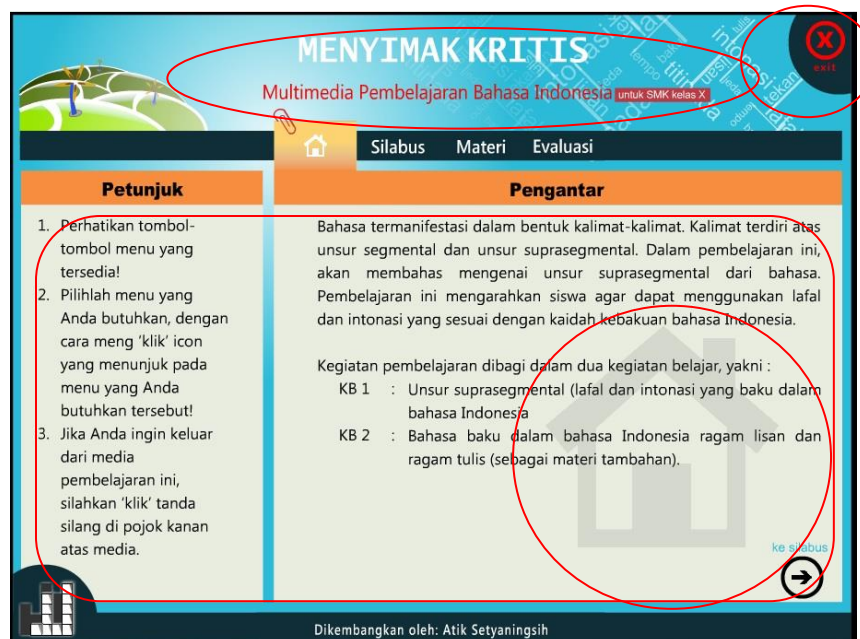 MENYIMAK KRITIS
Multimedia Pembelajaran Bahasa Indonesia untuk SMK kelas X
X
exit
Silabus Materi Evaluasi
Petunjuk
1. Perhatikan tombol-
tombol menu yang
tersedia!
2. Pilihlah menu yang
Anda butuhkan, dengan
cara meng ‘klik’ icon
yang menunjuk pada
menu yang Anda
butuhkan tersebut!
3. Jika Anda ingin keluar
dari media
pembelajaran ini,
silahkan ‘klik’ tanda
silang di pojok kanan
atas media.
Pengantar
Bahasa termanifestasi dalam bentuk kalimat-kalimat. Kalimat terdiri atas
unsur segmental dan unsur suprasegmental. Dalam pembelajaran ini,
akan membahas mengenai unsur suprasegmental dari bahasa.
Pembelajaran ini mengarahkan siswa agar dapat menggunakan lafal
dan intonasi yang sesuai dengan kaidah kebakuan bahasa Indonesia.
Kegiatan pembelajaran dibagi dalam dua kegiatan belajar, yakni :
KB 1 : Unsur suprasegmental (lafal dan intonasi yang baku dalam
bahasa Indonesia
KB 2 : Bahasa baku dalam bahasa Indonesia ragam lisan dan
ragam tulis (sebagai materi tambahan).
ke silabus
Dikembangkan oleh: Atik Setyaningsih